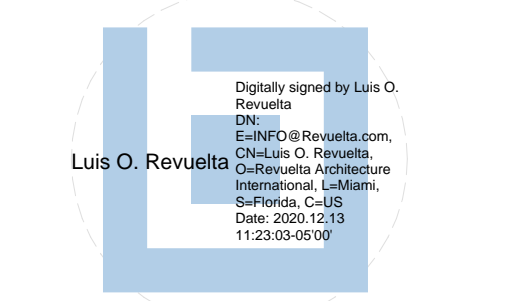 Luis O. Revuelta
Digitally signed by Luis O.
Revuelta
DN:
E=INFO@Revuelta.com,
CN=Luis O. Revuelta,
O=Revuelta Architecture
International, L=Miami,
S=Florida, C=US
Date: 2020.12.13
11:23:03-05'00'